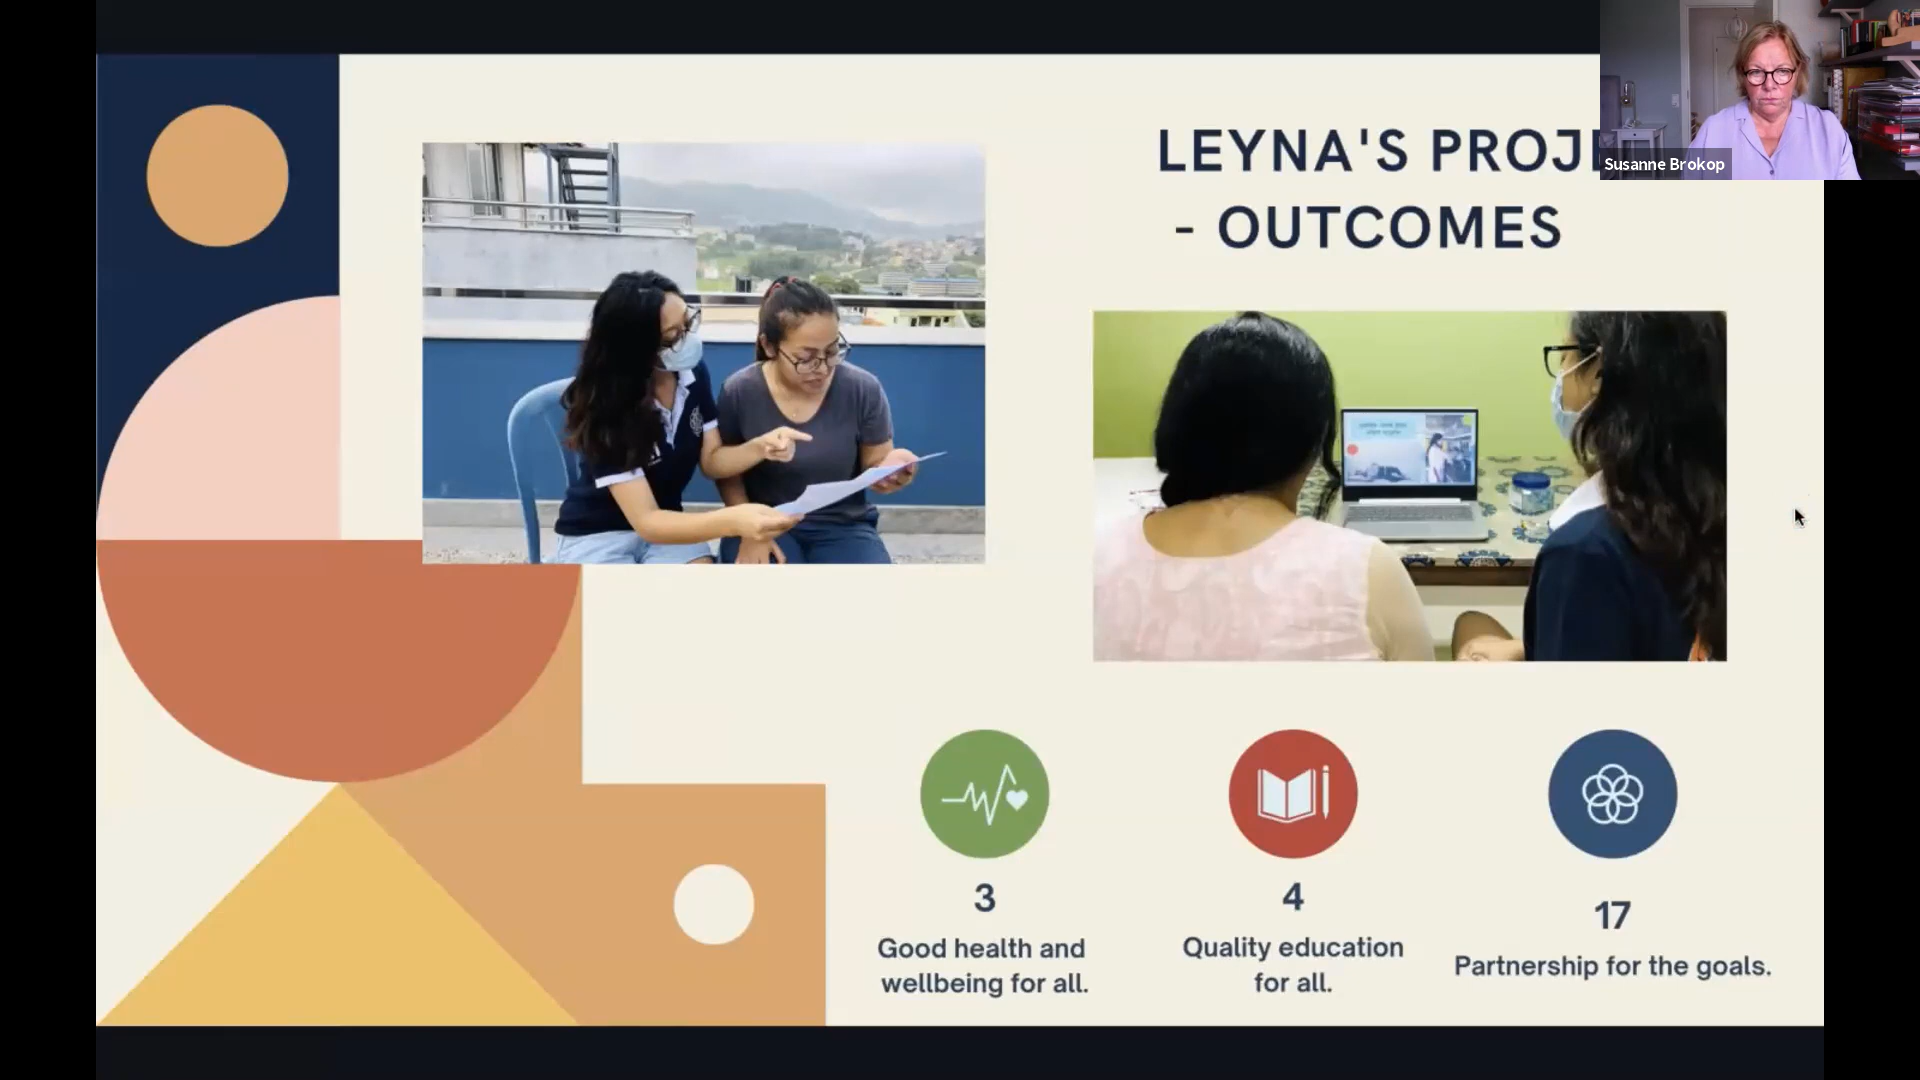 LEYNA'S PROJE
- OUTCOMES
Susanne Brokop
3
Good health and
wellbeing for all.
4
Quality education
for all.
17
Partnership for the goals.